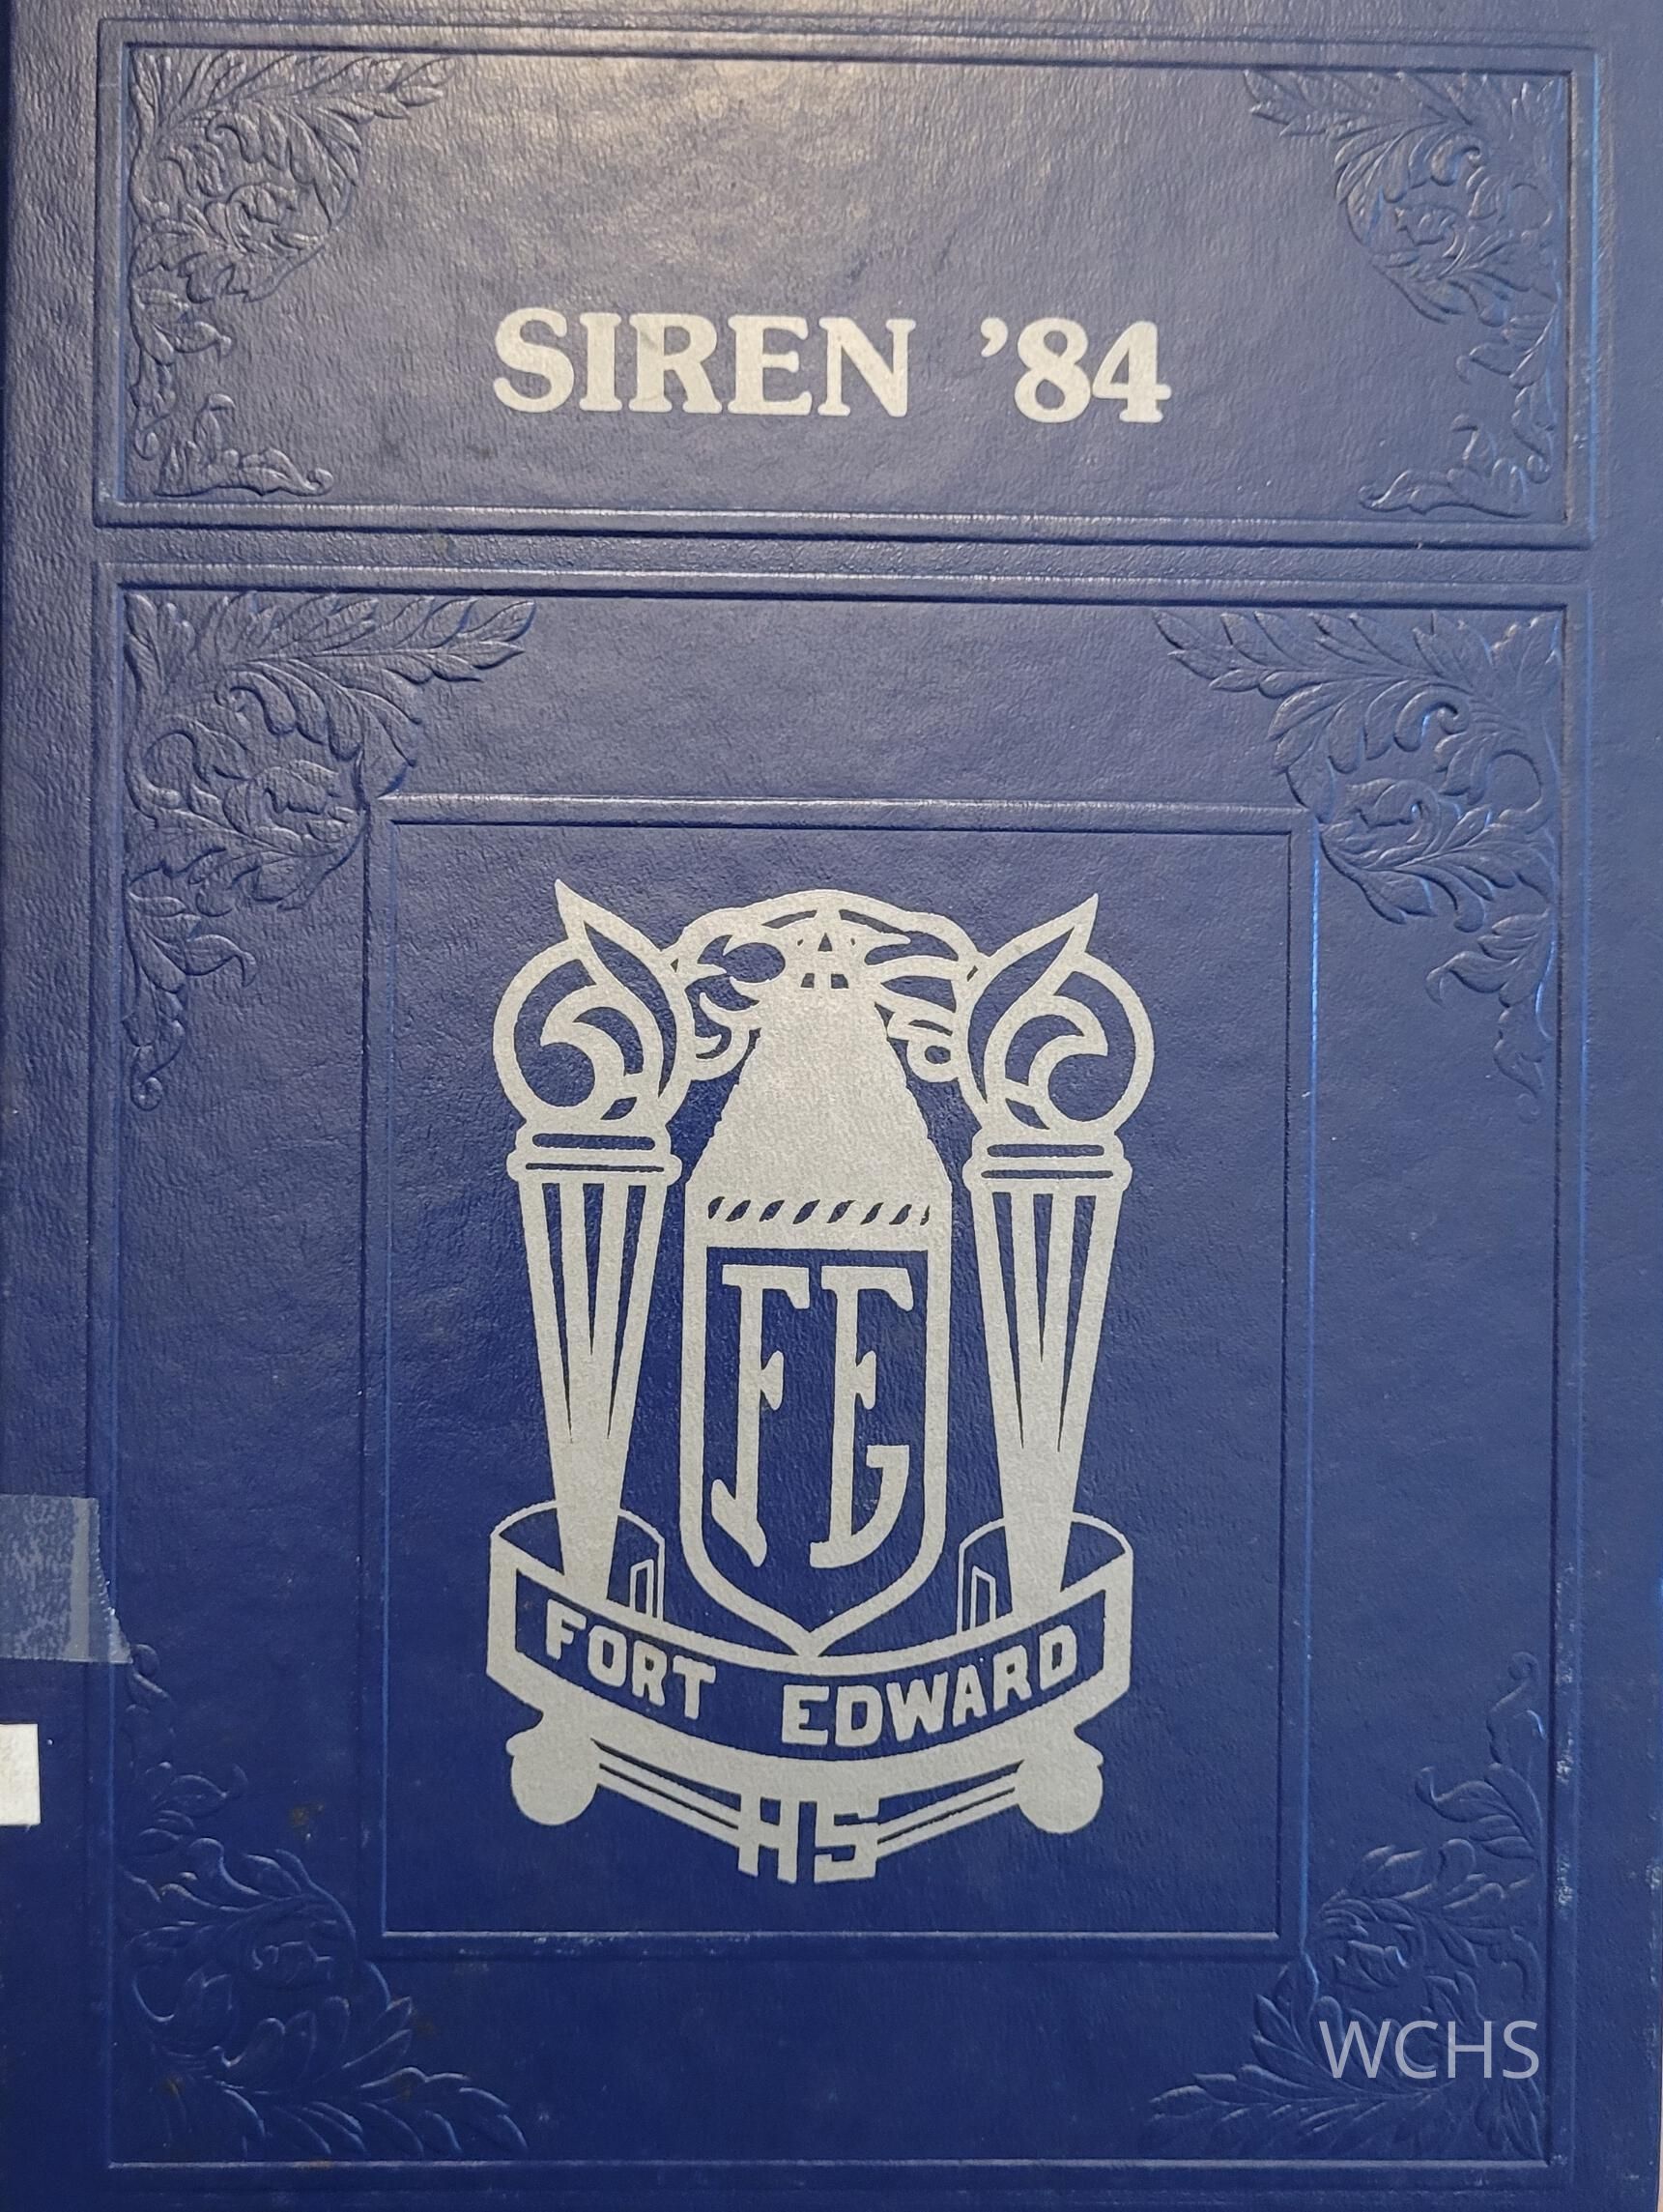 SIREN ’84
FE
FORT EDWARD
HS
WCHS